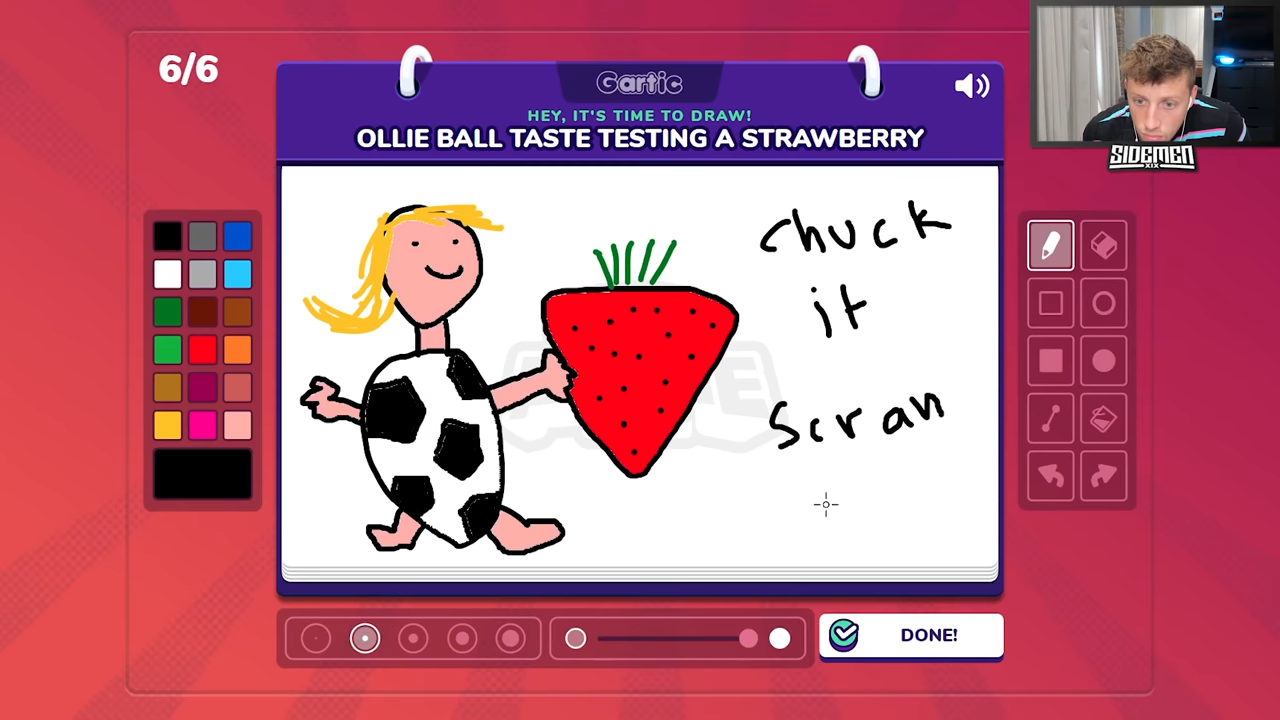 6/6
Gartic
HEY, IT'S TIME TO DRAW!
OLLIE BALL TASTE TESTING A STRAWBERRY
SIDEMEN
XIX
chuck
it
scran
DONE!